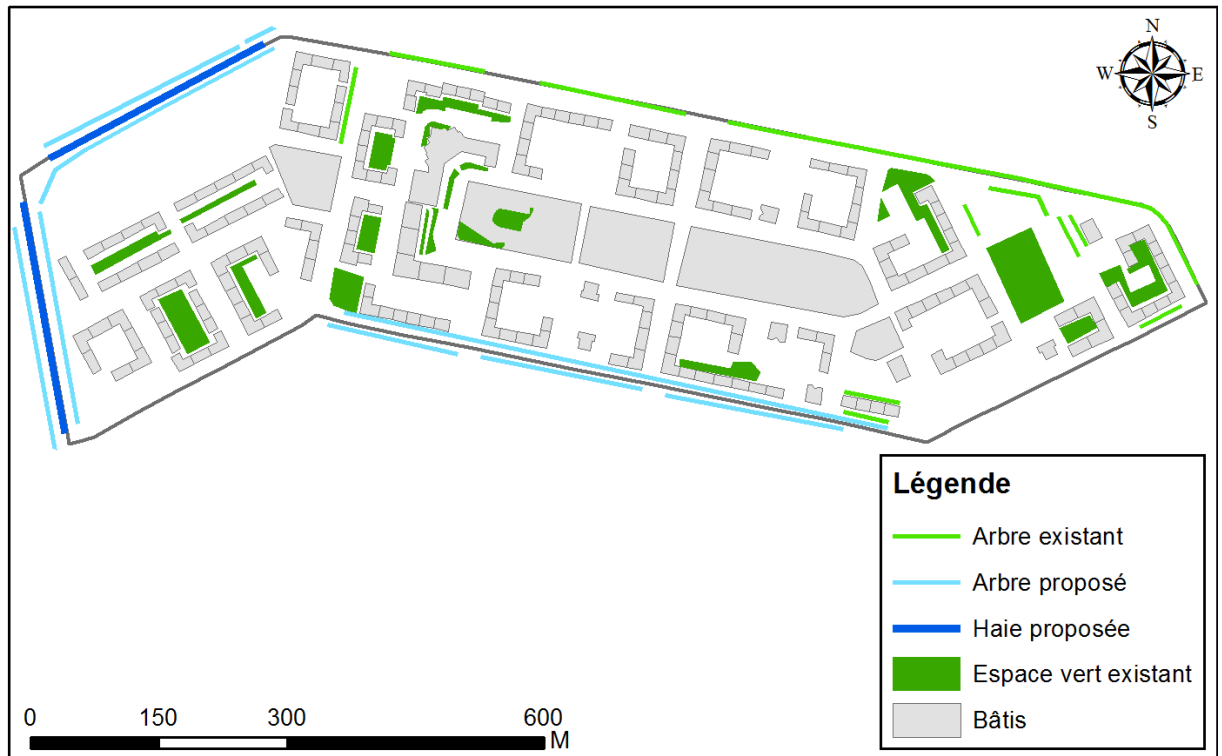 N
W E
S
Légende
Arbre existant
Arbre proposé
Haie proposée
Espace vert existant
Bâtis
0 150 300 600
M